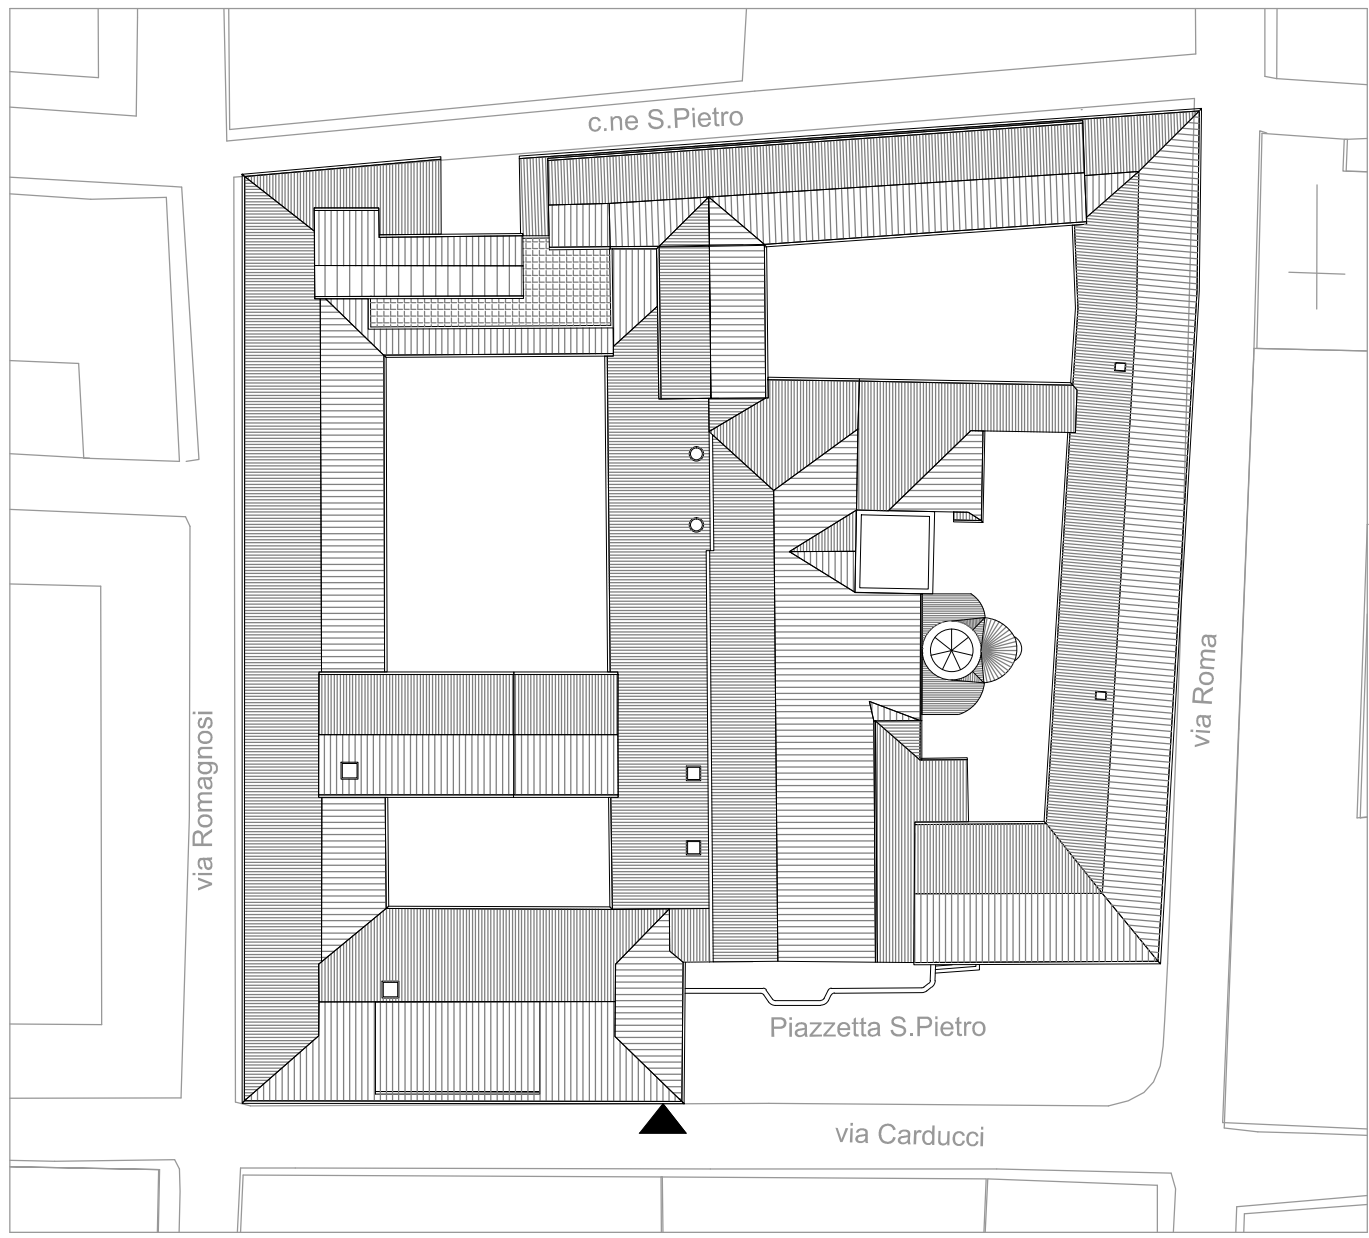 c.ne S.Pietro
via Roma
via Romagnosi
Piazzetta S.Pietro
via Carducci